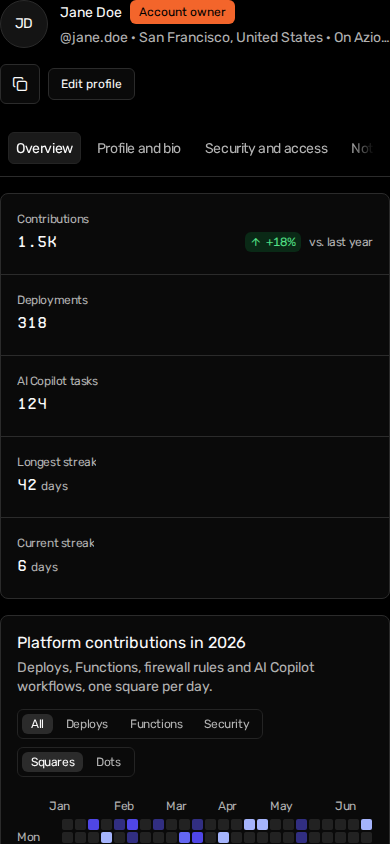 JD
Jane Doe
Account owner
@jane.doe • San Francisco, United States • On Azio…
Edit profile
Overview
Profile and bio
Security and access
Contributions
1.5K
↑ +18% vs. last year
Deployments
318
AI Copilot tasks
124
Longest streak
42 days
Current streak
6 days
Platform contributions in 2026
Deploys, Functions, firewall rules and AI Copilot
workflows, one square per day.
All Deploys Functions Security
Squares Dots
Jan Feb Mar Apr May Jun
Mon